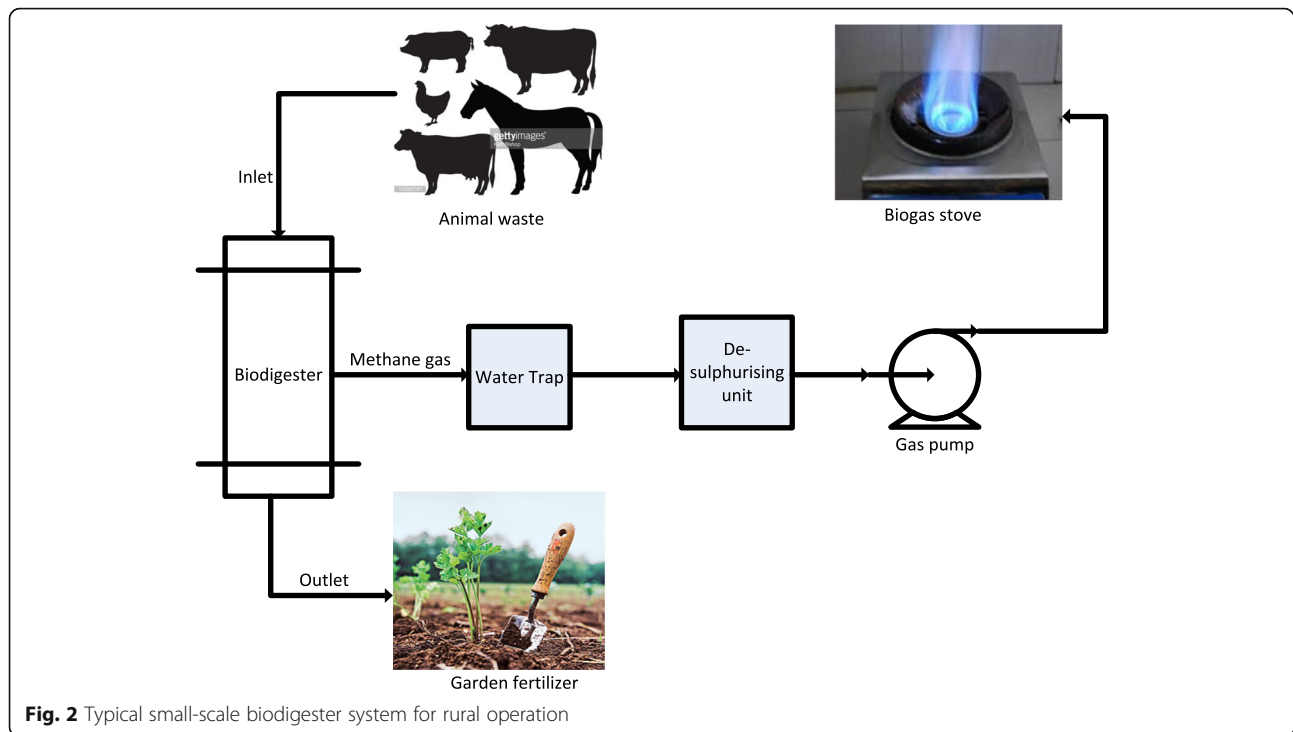 gettyimages®
Inlet
Animal waste
Biogas stove
Biodigester
Methane gas
Water Trap
De-
sulphurising
unit
Gas pump
Outlet
Garden fertilizer
Fig. 2 Typical small-scale biodigester system for rural operation